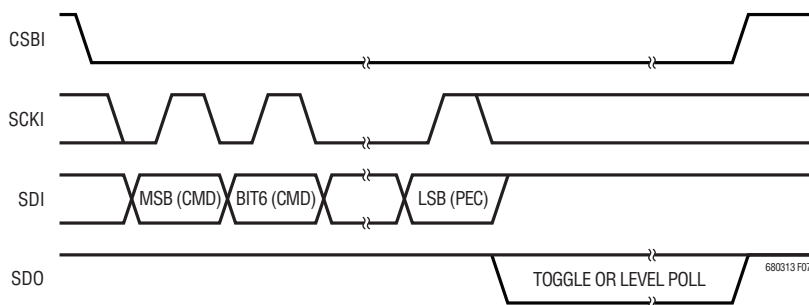 CSBI
SCKI
SDI
MSB (CMD) BIT6 (CMD) LSB (PEC)
SDO
TOGGLE OR LEVEL POLL
680313 F07